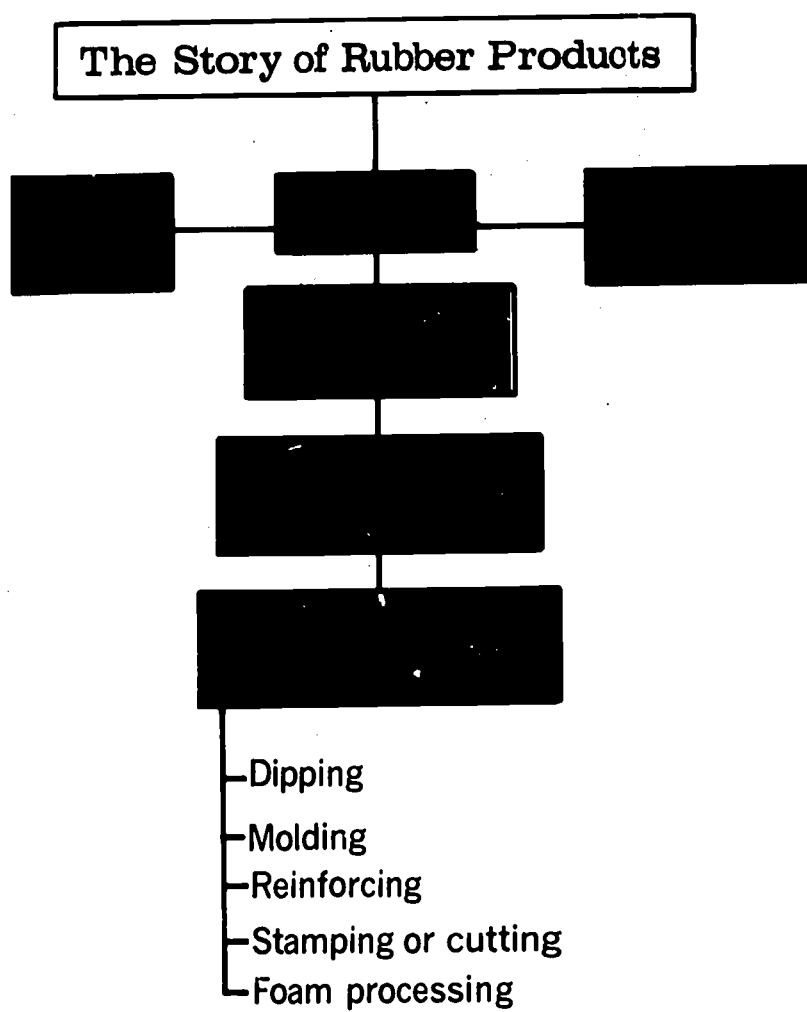 The Story of Rubber Products
Dipping
Molding
Reinforcing
Stamping or cutting
Foam processing